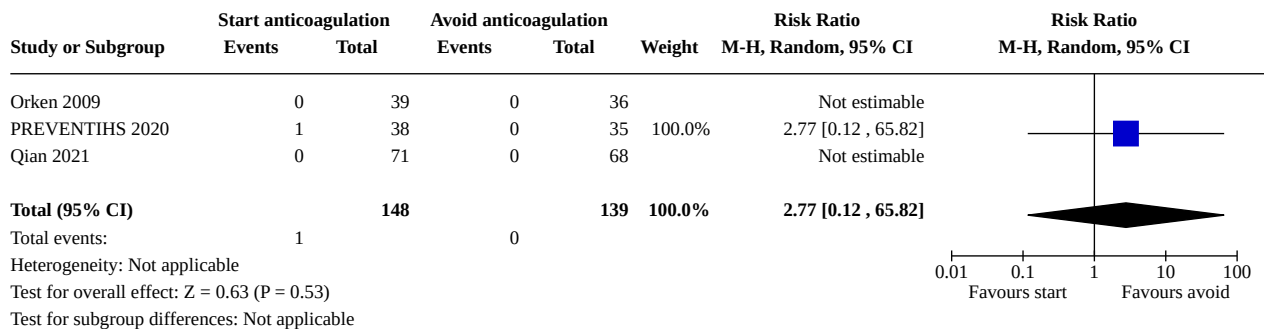 Start anticoagulation Avoid anticoagulation Risk Ratio Risk Ratio
Study or Subgroup Events Total Events Total Weight M-H, Random, 95% CI M-H, Random, 95% CI
Orken 2009 0 39 0 36 Not estimable
PREVENTIHS 2020 1 38 0 35 100.0% 2.77 [0.12 , 65.82]
Qian 2021 0 71 0 68 Not estimable
Total (95% CI) 148 139 100.0% 2.77 [0.12 , 65.82]
Total events: 1 0
Heterogeneity: Not applicable
0.01 0.1 1 10 100
Test for overall effect: Z = 0.63 (P = 0.53) Favours start Favours avoid
Test for subgroup differences: Not applicable